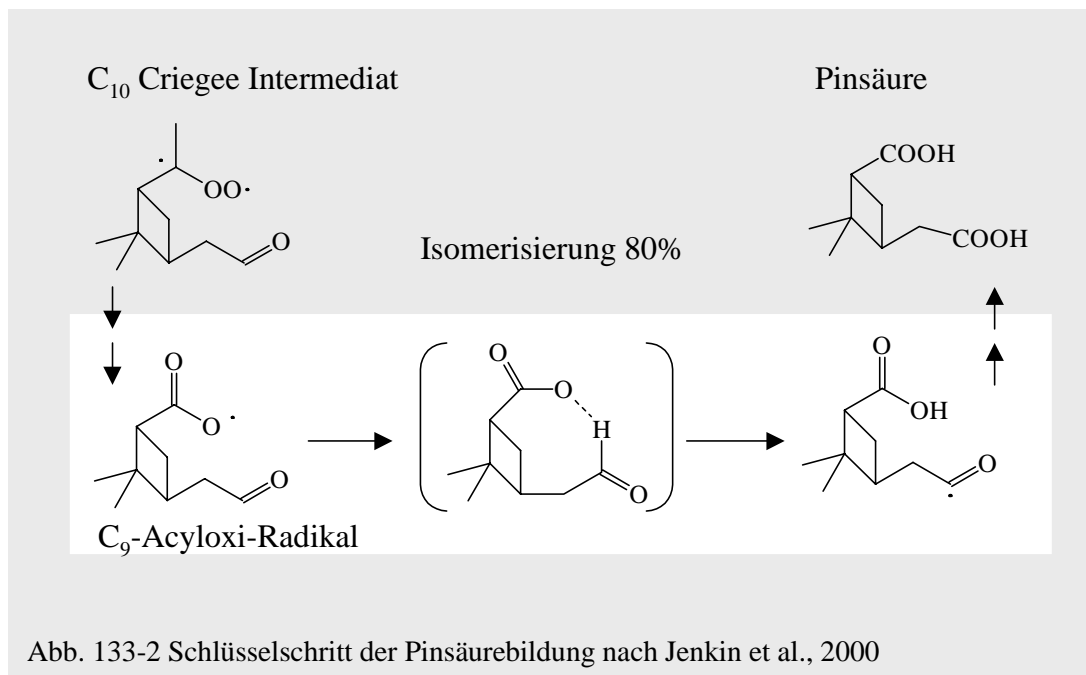 C₁₀ Criegee Intermediat
Pinsäure
OO·
O
COOH
COOH
Isomerisierung 80%
O
O·
O
O
O
H
O
O
OH
O
C₉-Acyloxi-Radikal
Abb. 133-2 Schlüsselschritt der Pinsäurebildung nach Jenkin et al., 2000